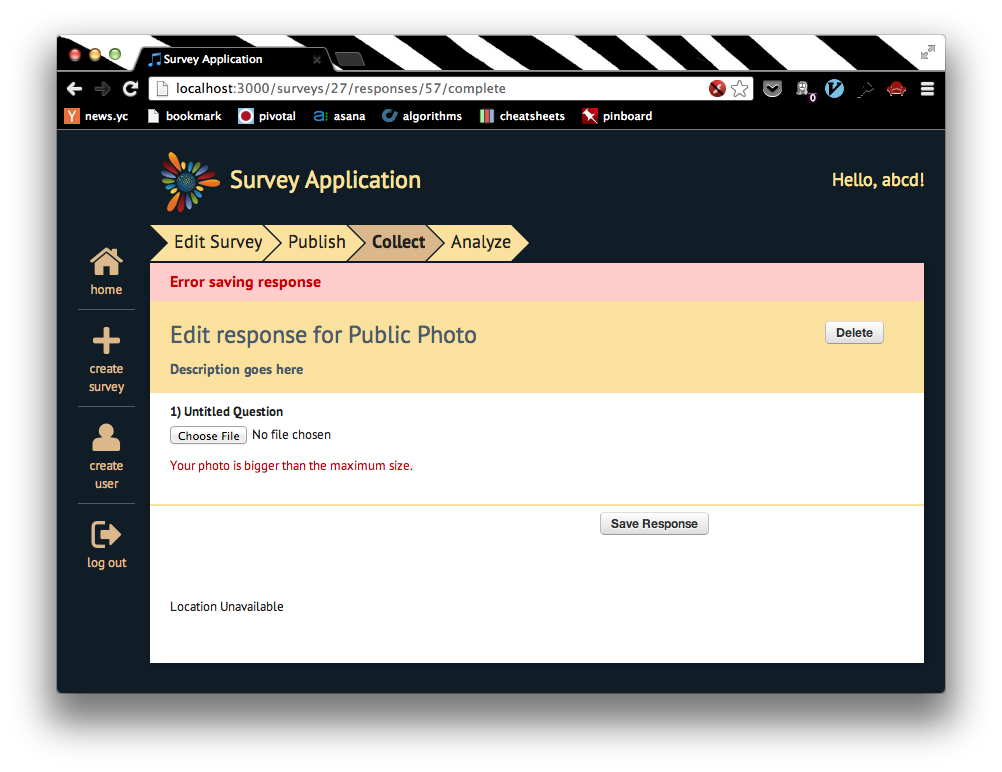 Survey Application
localhost:3000/surveys/27/responses/57/complete
0
Y news.yc bookmark pivotal a: asana algorithms cheatsheets pinboard
Survey Application
Hello, abcd!
Edit Survey Publish Collect Analyze
home
create
survey
create
user
log out
Error saving response
Edit response for Public Photo
Delete
Description goes here
1) Untitled Question
Choose File No file chosen
Your photo is bigger than the maximum size.
Save Response
Location Unavailable